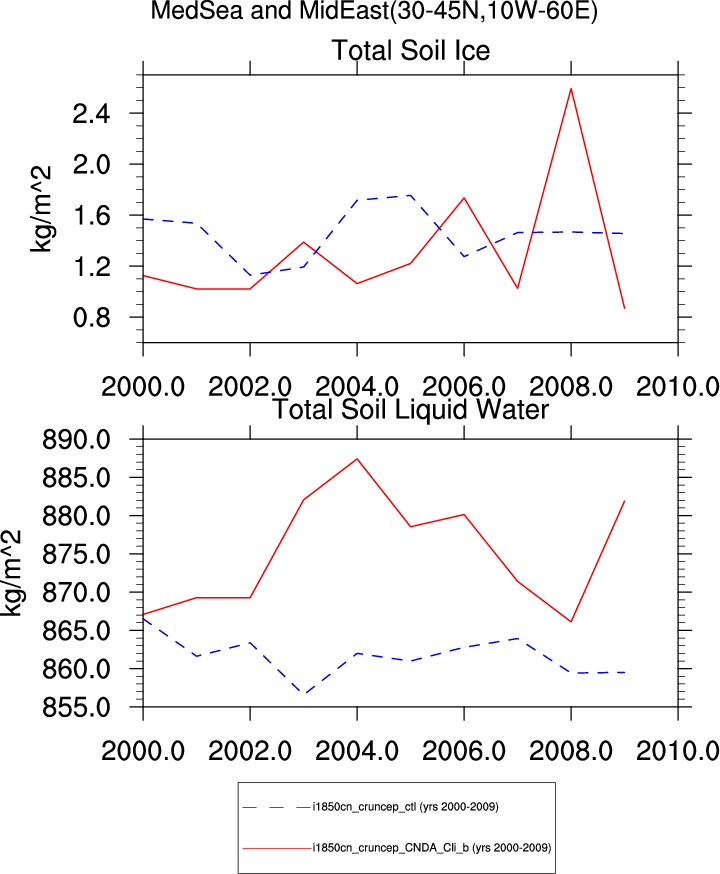 MedSea and MidEast(30-45N,10W-60E)
Total Soil Ice
2.4
2.0
1.6
1.2
0.8
kg/m^2
2000.0 2002.0 2004.0 2006.0 2008.0 2010.0
Total Soil Liquid Water
890.0
885.0
880.0
875.0
870.0
865.0
860.0
855.0
kg/m^2
2000.0 2002.0 2004.0 2006.0 2008.0 2010.0
i1850cn_cruncep_ctl (yrs 2000-2009)
i1850cn_cruncep_CNDA_Cli_b (yrs 2000-2009)